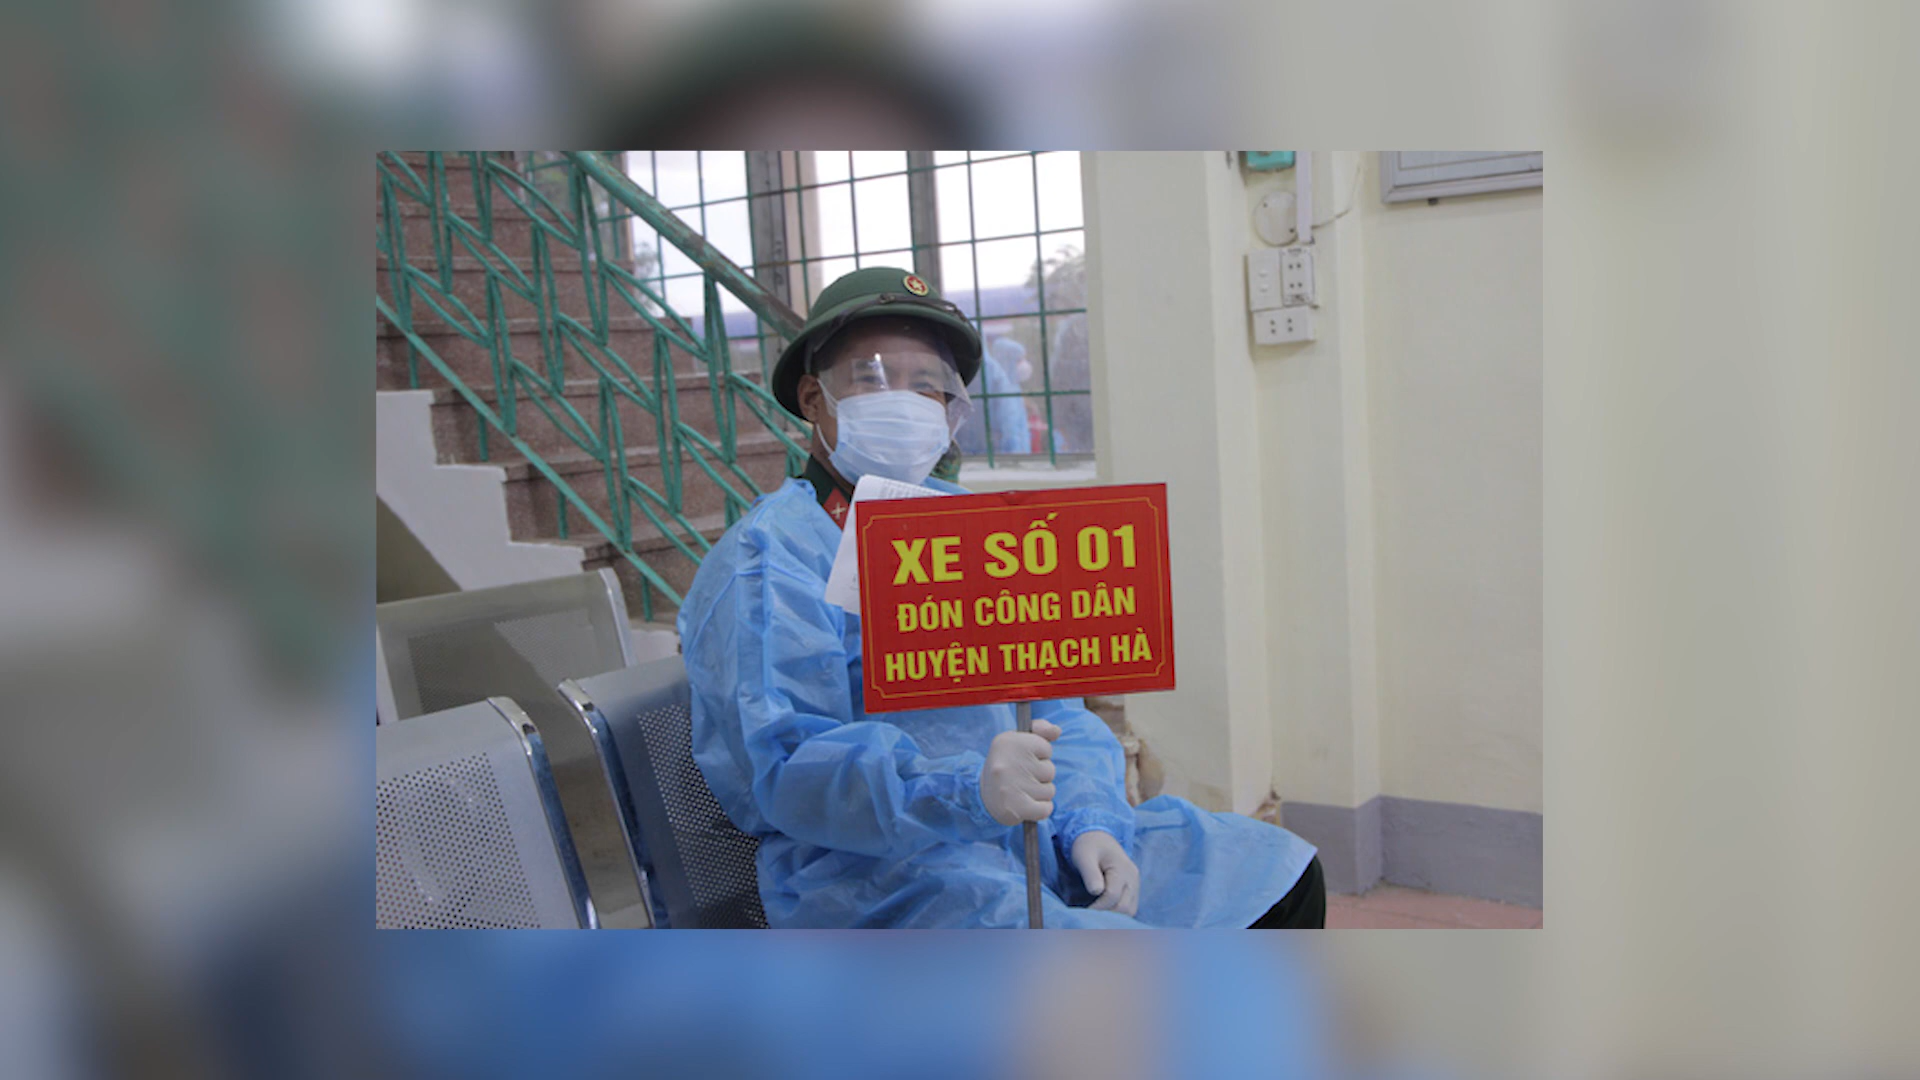 XE SỐ 01
ĐÓN CÔNG DÂN
HUYỆN THẠCH HÀ